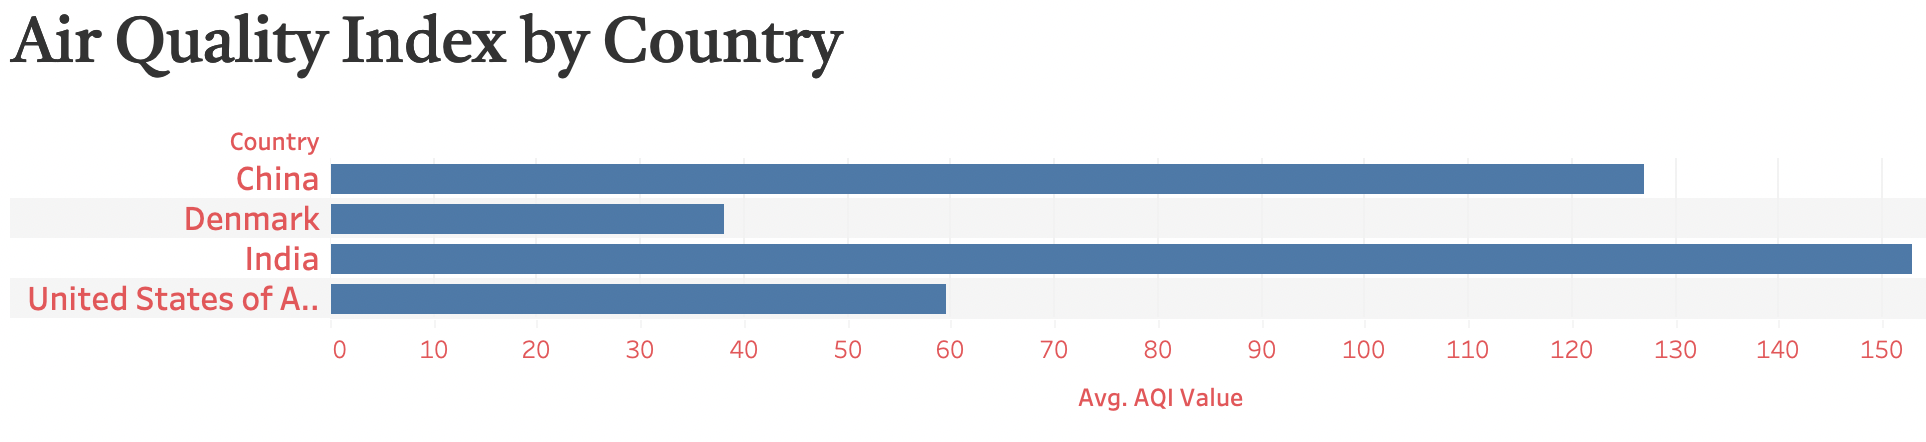 Air Quality Index by Country
Country
China
Denmark
India
United States of A..
0 10 20 30 40 50 60 70 80 90 100 110 120 130 140 150
Avg. AQI Value